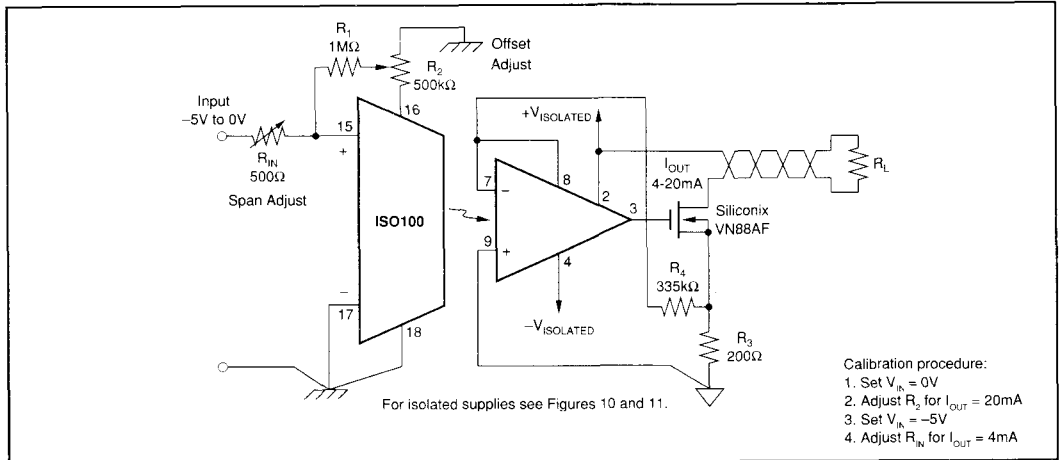 R1
1MΩ
R2
500kΩ
Offset
Adjust
Input
–5V to 0V
RIN
500Ω
Span Adjust
15
+
16
ISO100
–
17
18
7
–
8
9
+
+VISOLATED
2
3
4
–VISOLATED
IOUT
4-20mA
RL
Siliconix
VN88AF
R4
335kΩ
R3
200Ω
For isolated supplies see Figures 10 and 11.
Calibration procedure:
1. Set VIN = 0V
2. Adjust R2 for IOUT = 20mA
3. Set VIN = –5V
4. Adjust RIN for IOUT = 4mA